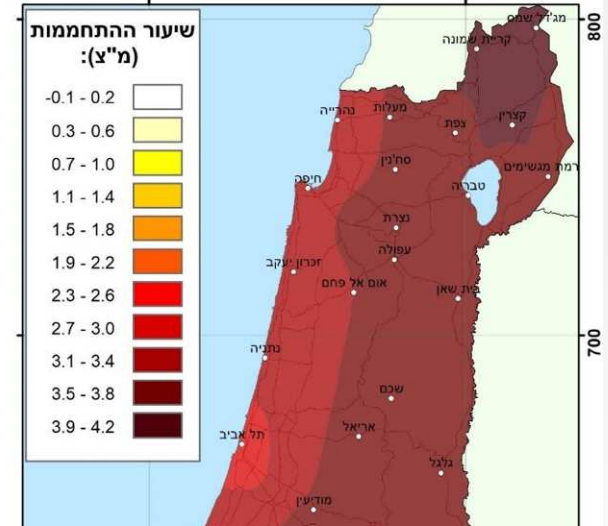 שיעור ההתחממות
(מ"צ):
-0.1 - 0.2
0.3 - 0.6
0.7 - 1.0
1.1 - 1.4
1.5 - 1.8
1.9 - 2.2
2.3 - 2.6
2.7 - 3.0
3.1 - 3.4
3.5 - 3.8
3.9 - 4.2
מג'דל שמס
קריית שמונה
800
נהרייה
מעלות
צפת
קצרין
סח'נין
רמת מגשימים
חיפה
טבריה
נצרת
עפולה
זכרון יעקב
אום אל פחם
בית שאן
700
נתניה
שכם
תל אביב
אריאל
גלגל
מודיעין